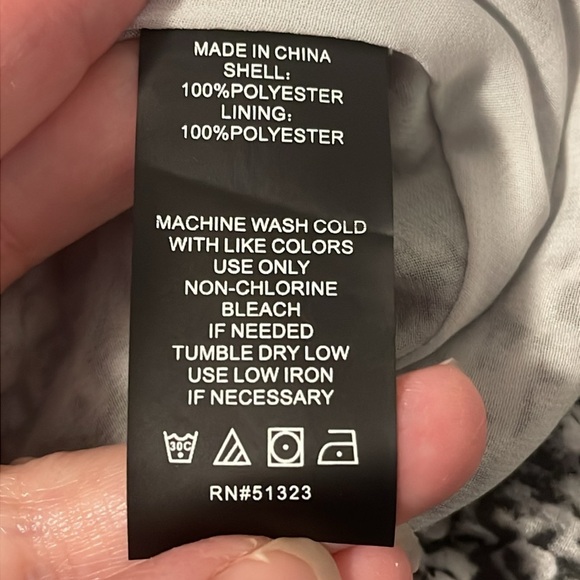 MADE IN CHINA
SHELL:
100%POLYESTER
LINING:
100%POLYESTER
MACHINE WASH COLD
WITH LIKE COLORS
USE ONLY
NON-CHLORINE
BLEACH
IF NEEDED
TUMBLE DRY LOW
USE LOW IRON
IF NECESSARY
30C
RN#51323